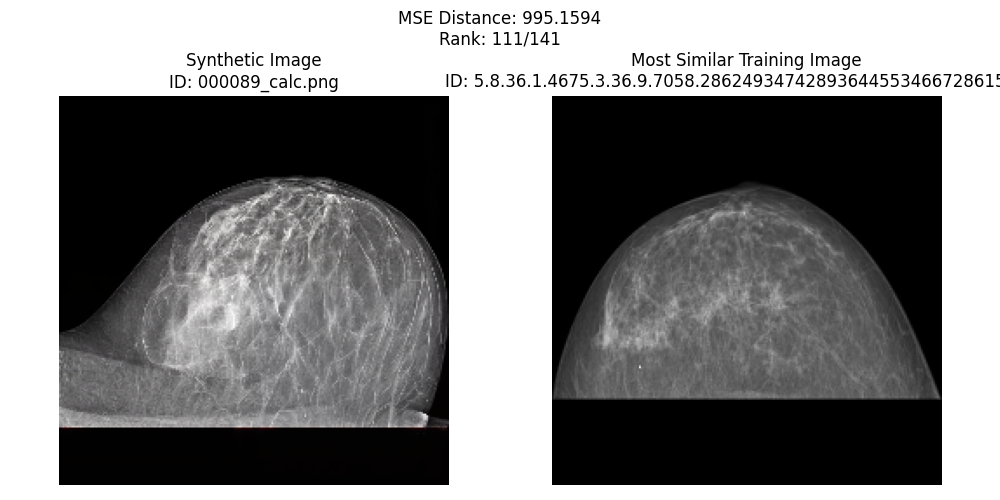 MSE Distance: 995.1594
Rank: 111/141
Synthetic Image
ID: 000089_calc.png
Most Similar Training Image
ID: 5.8.36.1.4675.3.36.9.7058.28624934742893644553466728615